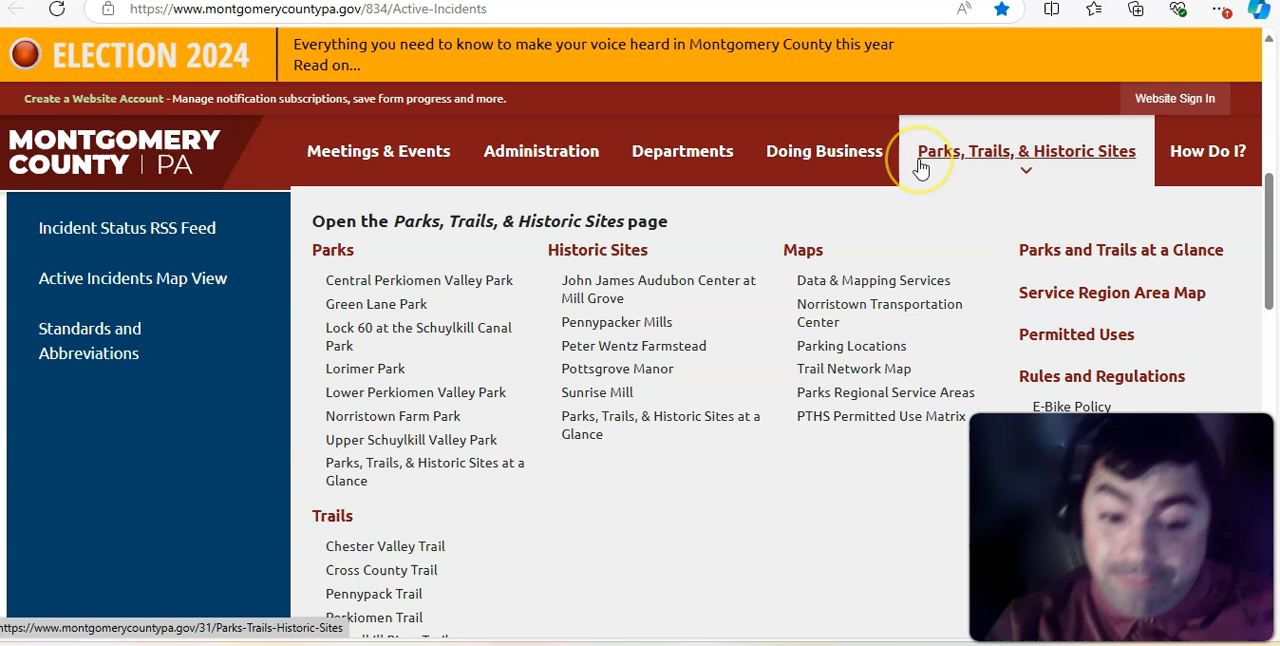 https://www.montgomerycountypa.gov/834/Active-Incidents
ELECTION 2024
Everything you need to know to make your voice heard in Montgomery County this year
Read on...
Create a Website Account - Manage notification subscriptions, save form progress and more.
Website Sign In
MONTGOMERY
COUNTY | PA
Meetings & Events
Administration
Departments
Doing Business
Parks, Trails, & Historic Sites
How Do I?
Incident Status RSS Feed
Active Incidents Map View
Standards and
Abbreviations
Open the Parks, Trails, & Historic Sites page
Parks
Central Perkiomen Valley Park
Green Lane Park
Lock 60 at the Schuylkill Canal
Park
Lorimer Park
Lower Perkiomen Valley Park
Norristown Farm Park
Upper Schuylkill Valley Park
Parks, Trails, & Historic Sites at a
Glance
Trails
Chester Valley Trail
Cross County Trail
Pennypack Trail
Perkiomen Trail
Historic Sites
John James Audubon Center at
Mill Grove
Pennypacker Mills
Peter Wentz Farmstead
Pottsgrove Manor
Sunrise Mill
Parks, Trails, & Historic Sites at a
Glance
Maps
Data & Mapping Services
Norristown Transportation
Center
Parking Locations
Trail Network Map
Parks Regional Service Areas
PTHS Permitted Use Matrix
Parks and Trails at a Glance
Service Region Area Map
Permitted Uses
Rules and Regulations
E-Bike Policy
https://www.montgomerycountypa.gov/31/Parks-Trails-Historic-Sites